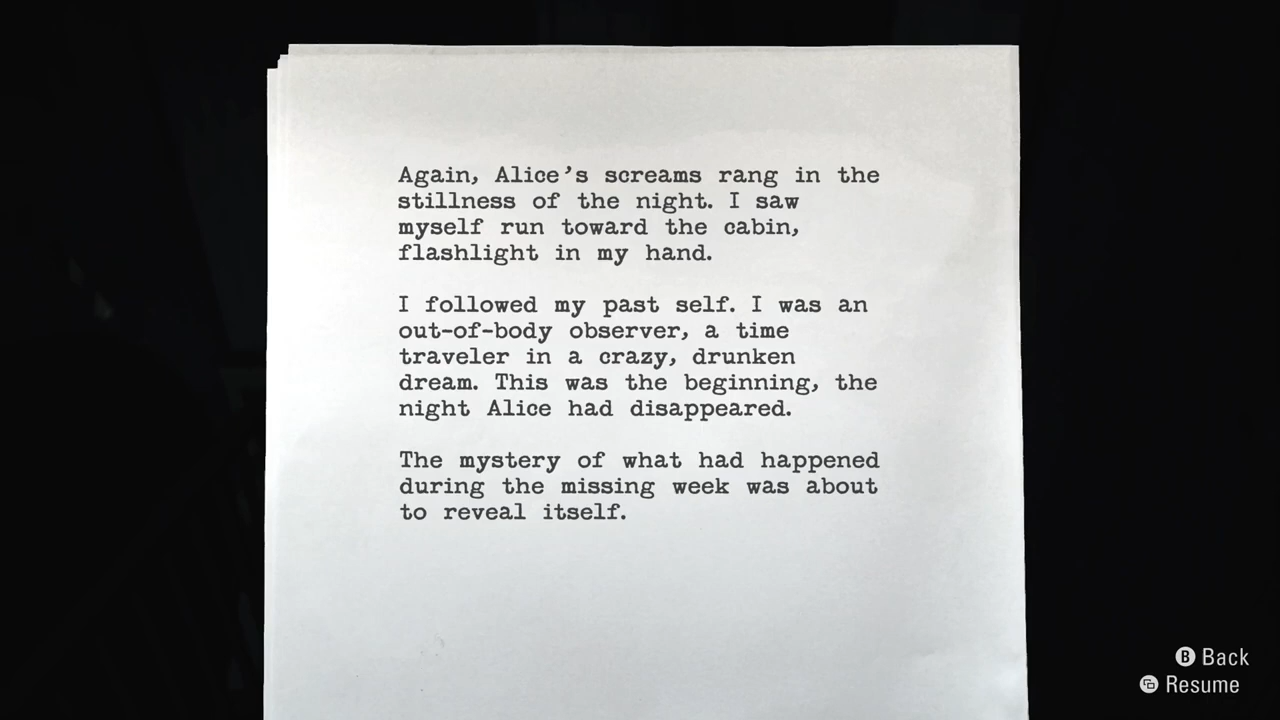 Again, Alice’s screams rang in the
stillness of the night. I saw
myself run toward the cabin,
flashlight in my hand.
I followed my past self. I was an
out-of-body observer, a time
traveler in a crazy, drunken
dream. This was the beginning, the
night Alice had disappeared.
The mystery of what had happened
during the missing week was about
to reveal itself.
B Back
Resume